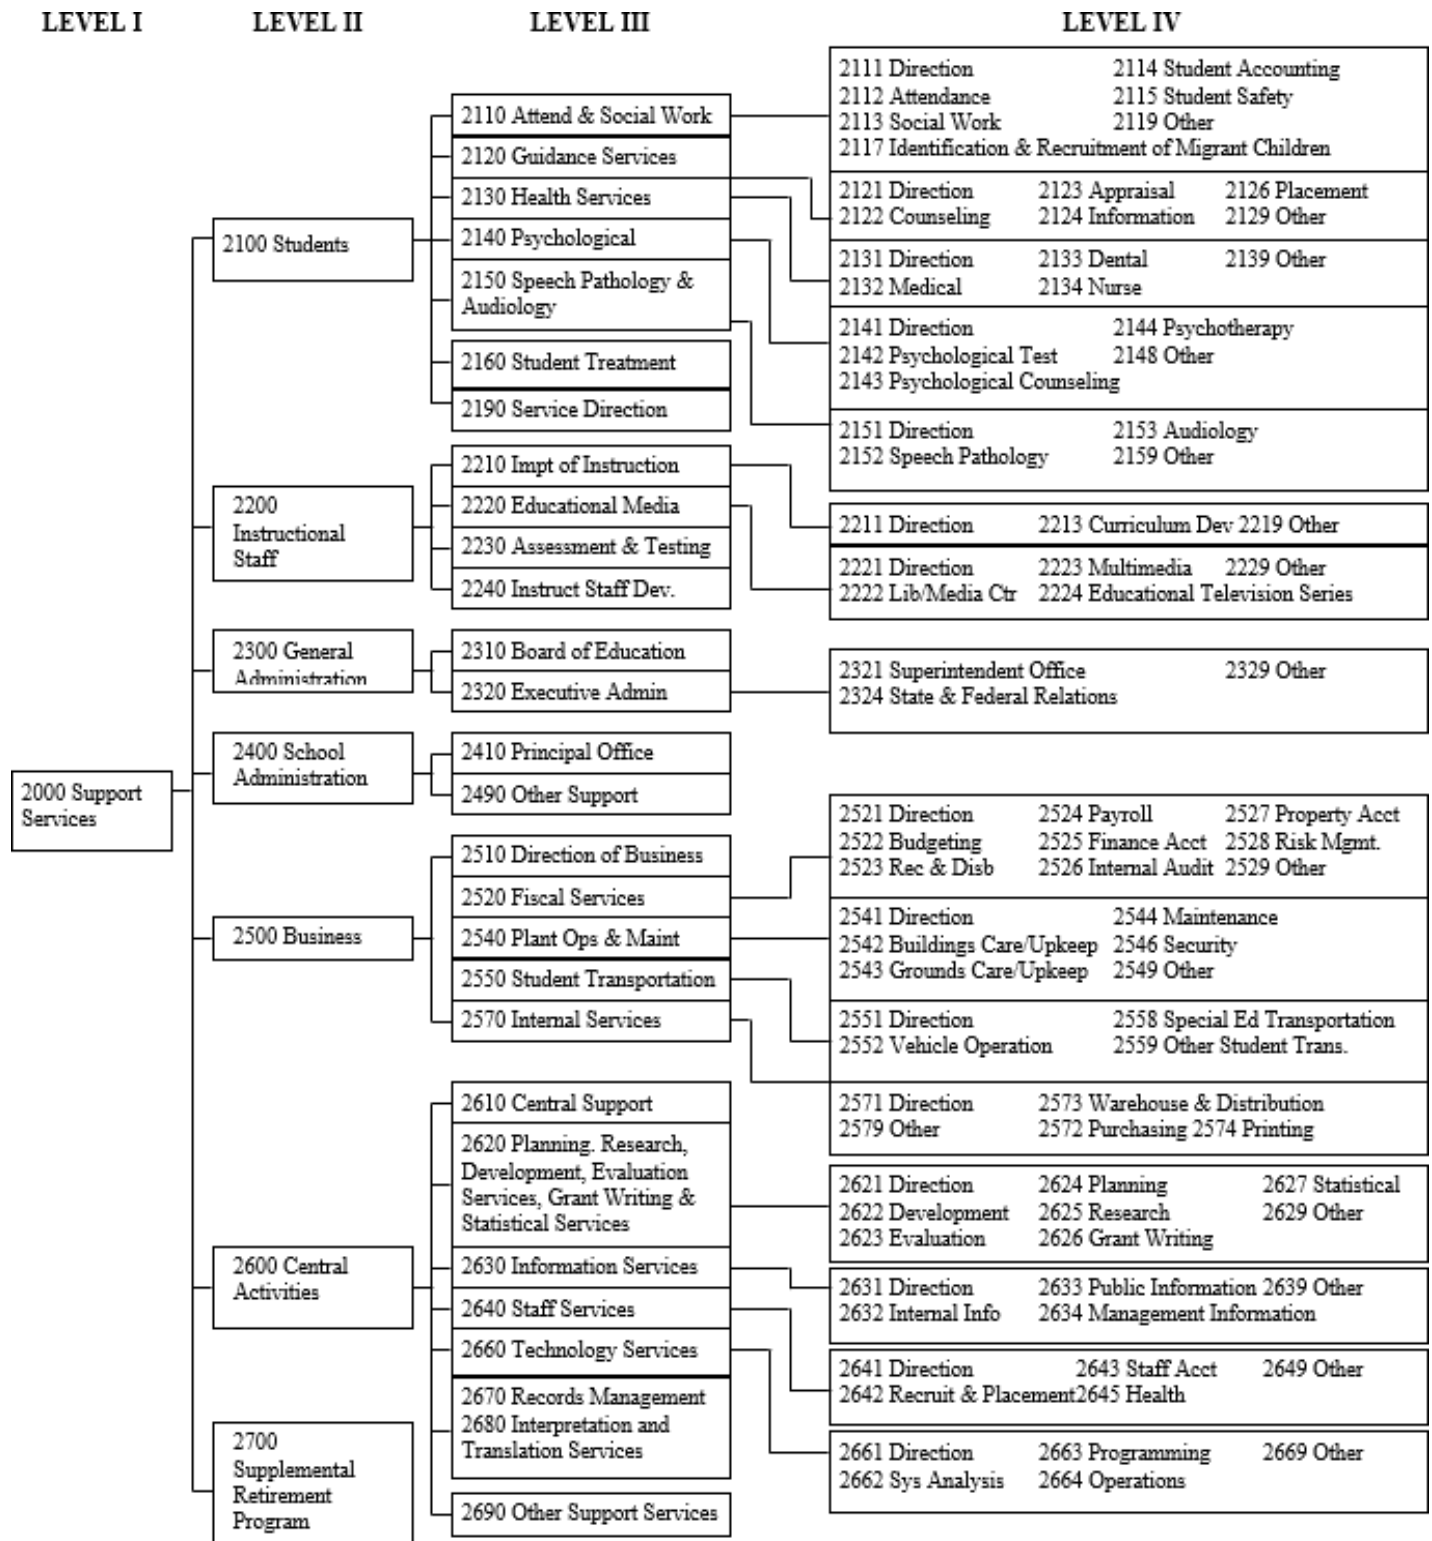 LEVEL I LEVEL II LEVEL III LEVEL IV
2000 Support
Services
2100 Students
2200
Instructional
Staff
2300 General
Administration
2400 School
Administration
2500 Business
2600 Central
Activities
2700
Supplemental
Retirement
Program
2110 Attend & Social Work
2120 Guidance Services
2130 Health Services
2140 Psychological
2150 Speech Pathology &
Audiology
2160 Student Treatment
2190 Service Direction
2210 Impt of Instruction
2220 Educational Media
2230 Assessment & Testing
2240 Instruct Staff Dev.
2310 Board of Education
2320 Executive Admin
2410 Principal Office
2490 Other Support
2510 Direction of Business
2520 Fiscal Services
2540 Plant Ops & Maint
2550 Student Transportation
2570 Internal Services
2610 Central Support
2620 Planning. Research,
Development, Evaluation
Services, Grant Writing &
Statistical Services
2630 Information Services
2640 Staff Services
2660 Technology Services
2670 Records Management
2680 Interpretation and
Translation Services
2690 Other Support Services
2111 Direction 2114 Student Accounting
2112 Attendance 2115 Student Safety
2113 Social Work 2119 Other
2117 Identification & Recruitment of Migrant Children
2121 Direction 2123 Appraisal 2126 Placement
2122 Counseling 2124 Information 2129 Other
2131 Direction 2133 Dental 2139 Other
2132 Medical 2134 Nurse
2141 Direction 2144 Psychotherapy
2142 Psychological Test 2148 Other
2143 Psychological Counseling
2151 Direction 2153 Audiology
2152 Speech Pathology 2159 Other
2211 Direction 2213 Curriculum Dev 2219 Other
2221 Direction 2223 Multimedia 2229 Other
2222 Lib/Media Ctr 2224 Educational Television Series
2321 Superintendent Office 2329 Other
2324 State & Federal Relations
2521 Direction 2524 Payroll 2527 Property Acct
2522 Budgeting 2525 Finance Acct 2528 Risk Mgmt.
2523 Rec & Disb 2526 Internal Audit 2529 Other
2541 Direction 2544 Maintenance
2542 Buildings Care/Upkeep 2546 Security
2543 Grounds Care/Upkeep 2549 Other
2551 Direction 2558 Special Ed Transportation
2552 Vehicle Operation 2559 Other Student Trans.
2571 Direction 2573 Warehouse & Distribution
2579 Other 2572 Purchasing 2574 Printing
2621 Direction 2624 Planning 2627 Statistical
2622 Development 2625 Research 2629 Other
2623 Evaluation 2626 Grant Writing
2631 Direction 2633 Public Information 2639 Other
2632 Internal Info 2634 Management Information
2641 Direction 2643 Staff Acct 2649 Other
2642 Recruit & Placement2645 Health
2661 Direction 2663 Programming 2669 Other
2662 Sys Analysis 2664 Operations